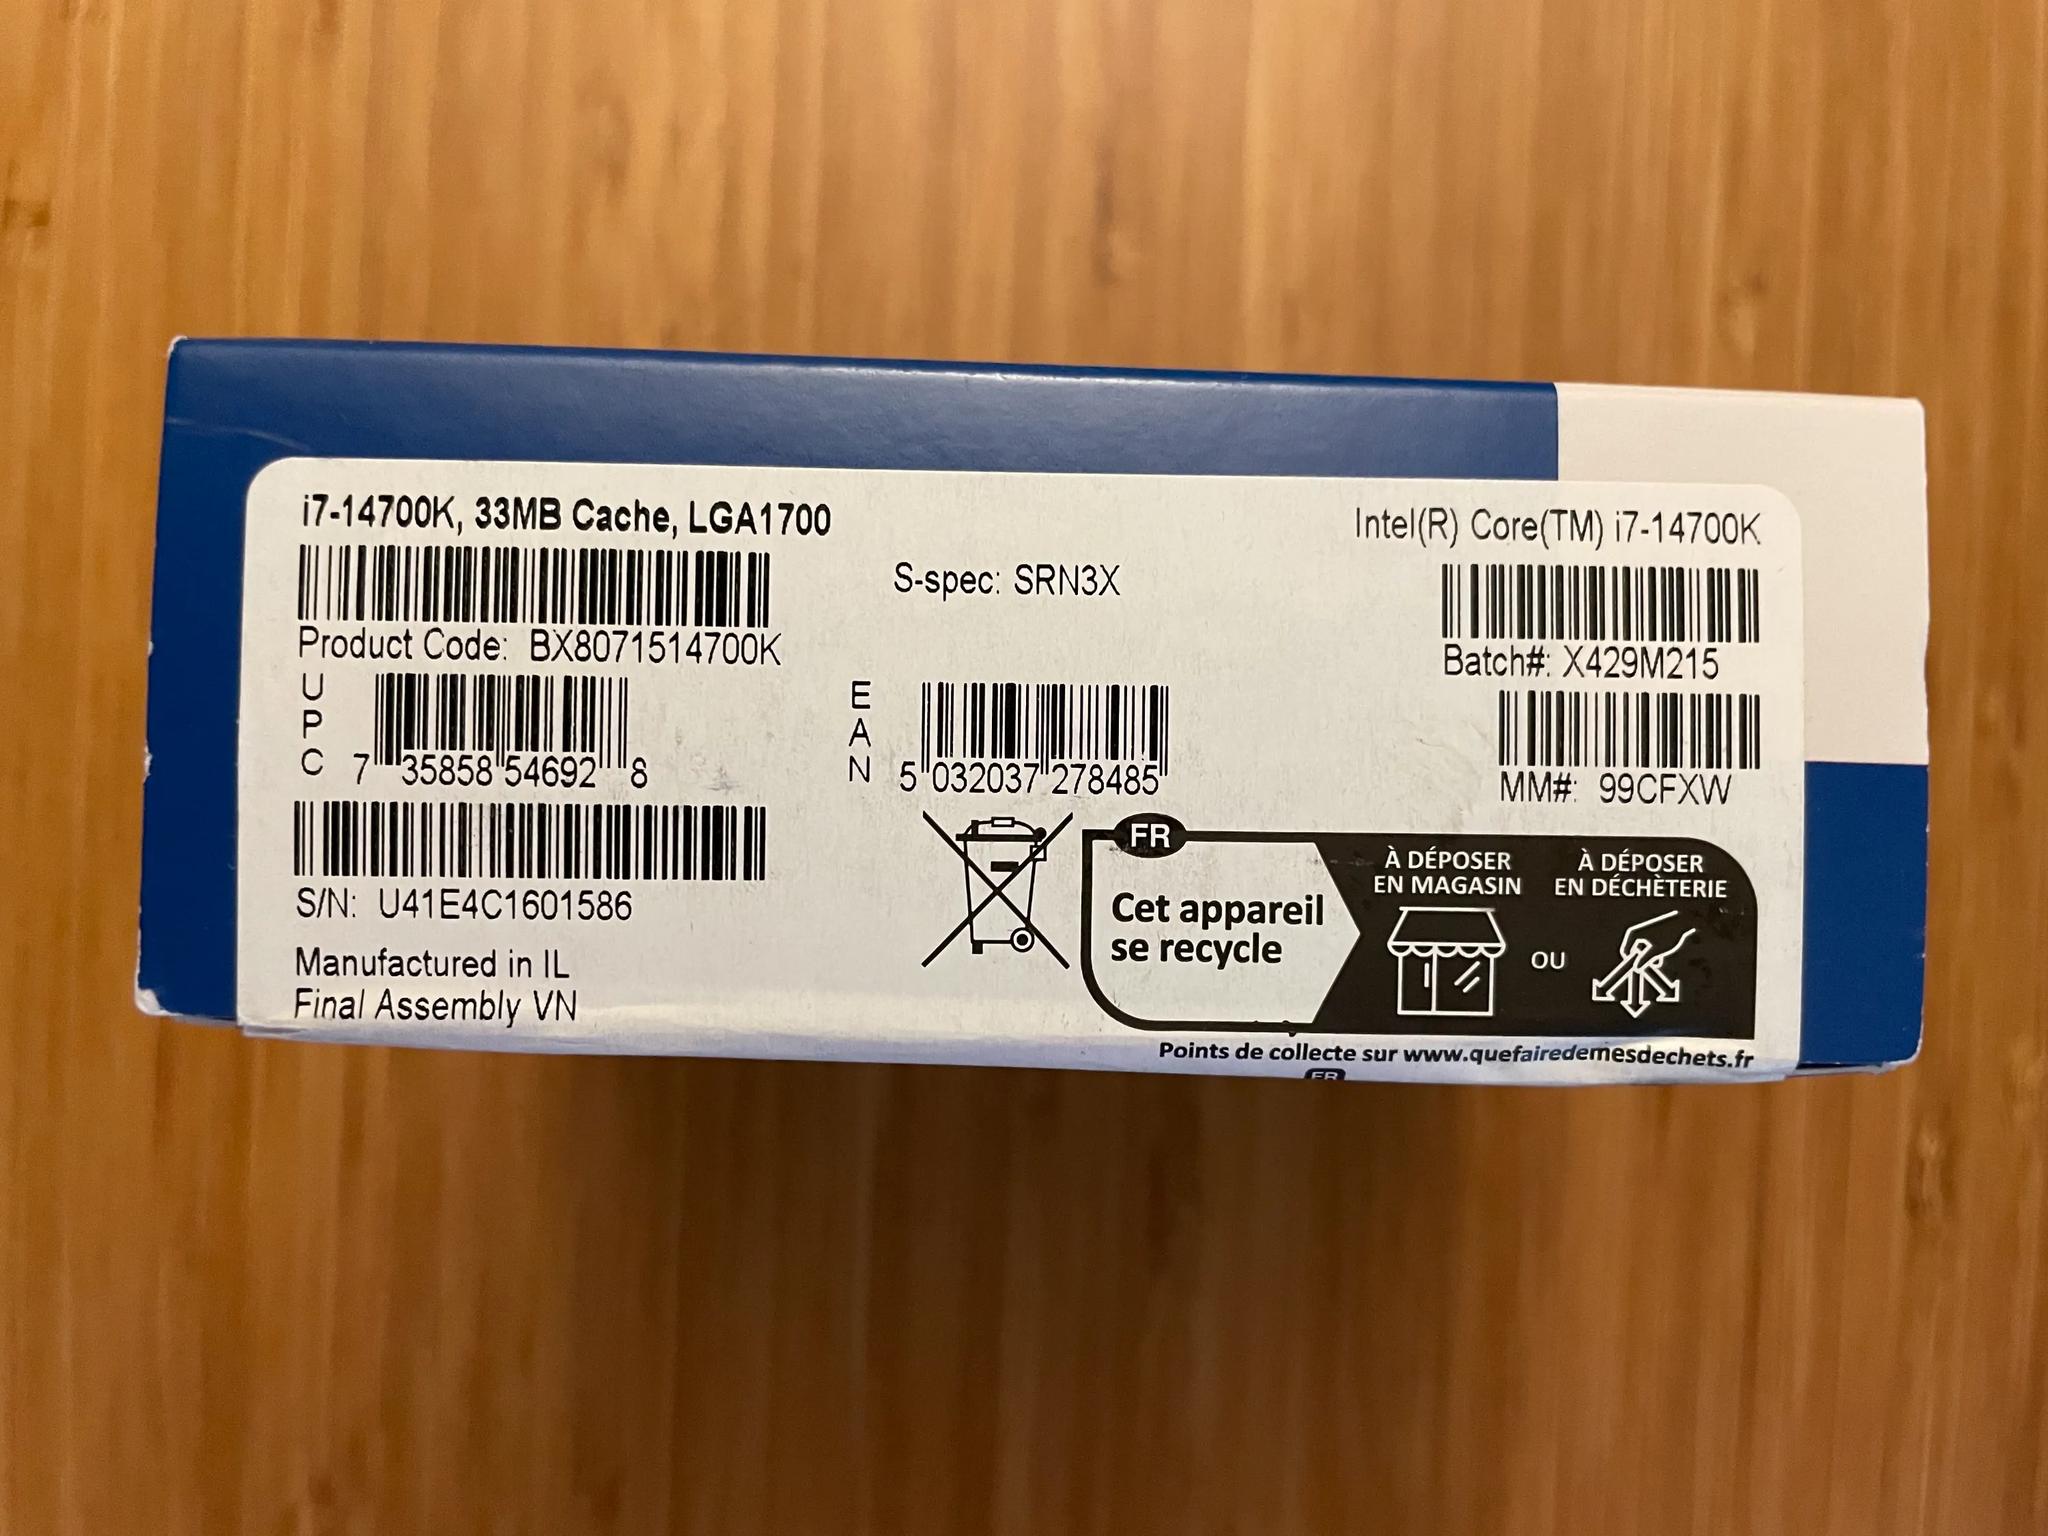 i7-14700K, 33MB Cache, LGA1700
Intel(R) Core(TM) i7-14700K
S-spec: SRN3X
Product Code: BX8071514700K
Batch#: X429M215
UPC
7 35858 54692 8
EAN
5 032037 278485
MM#: 99CFXW
S/N: U41E4C1601586
Manufactured in IL
Final Assembly VN
FR
Cet appareil
se recycle
À DÉPOSER
EN MAGASIN
OU
À DÉPOSER
EN DÉCHÈTERIE
Points de collecte sur www.quefairedemesdechets.fr
FR